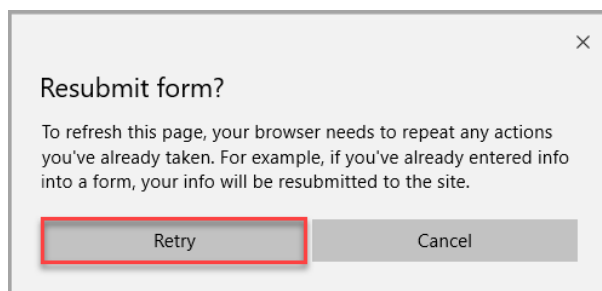 Resubmit form?
To refresh this page, your browser needs to repeat any actions
you've already taken. For example, if you've already entered info
into a form, your info will be resubmitted to the site.
Retry
Cancel